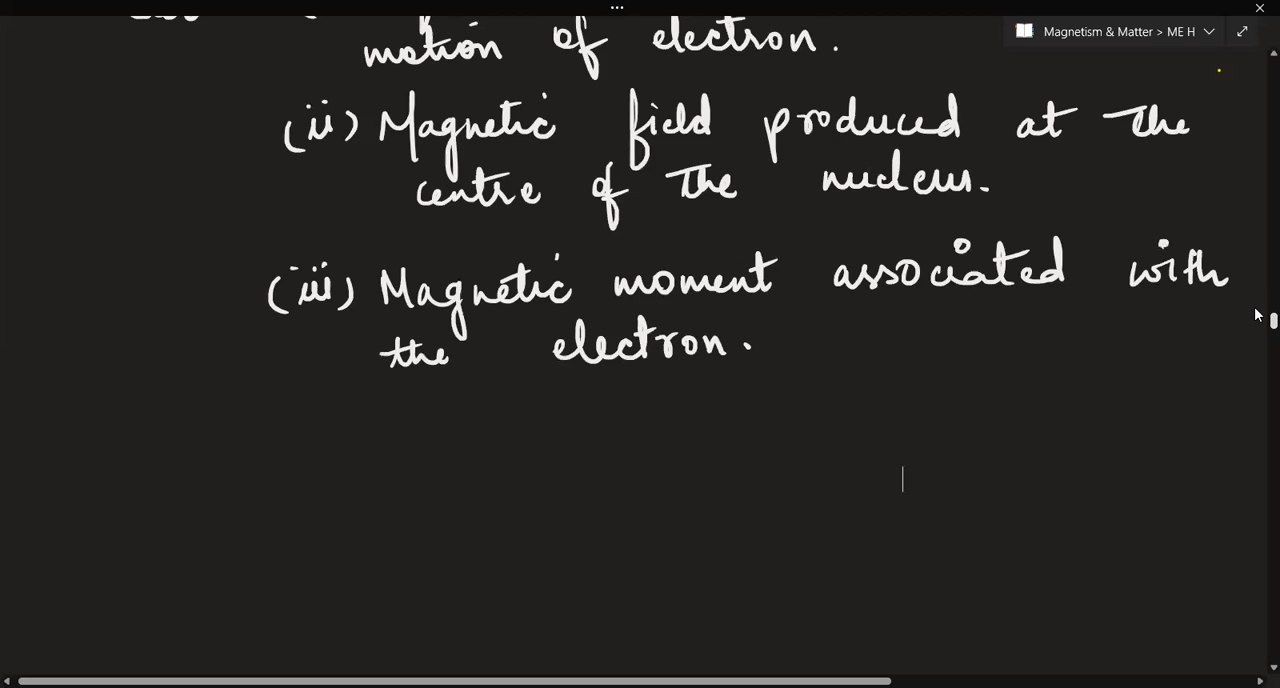 Magnetism & Matter > ME H
motion of electron.
(ii) Magnetic field produced at the
centre of the nucleus.
(iii) Magnetic moment associated with
the electron.